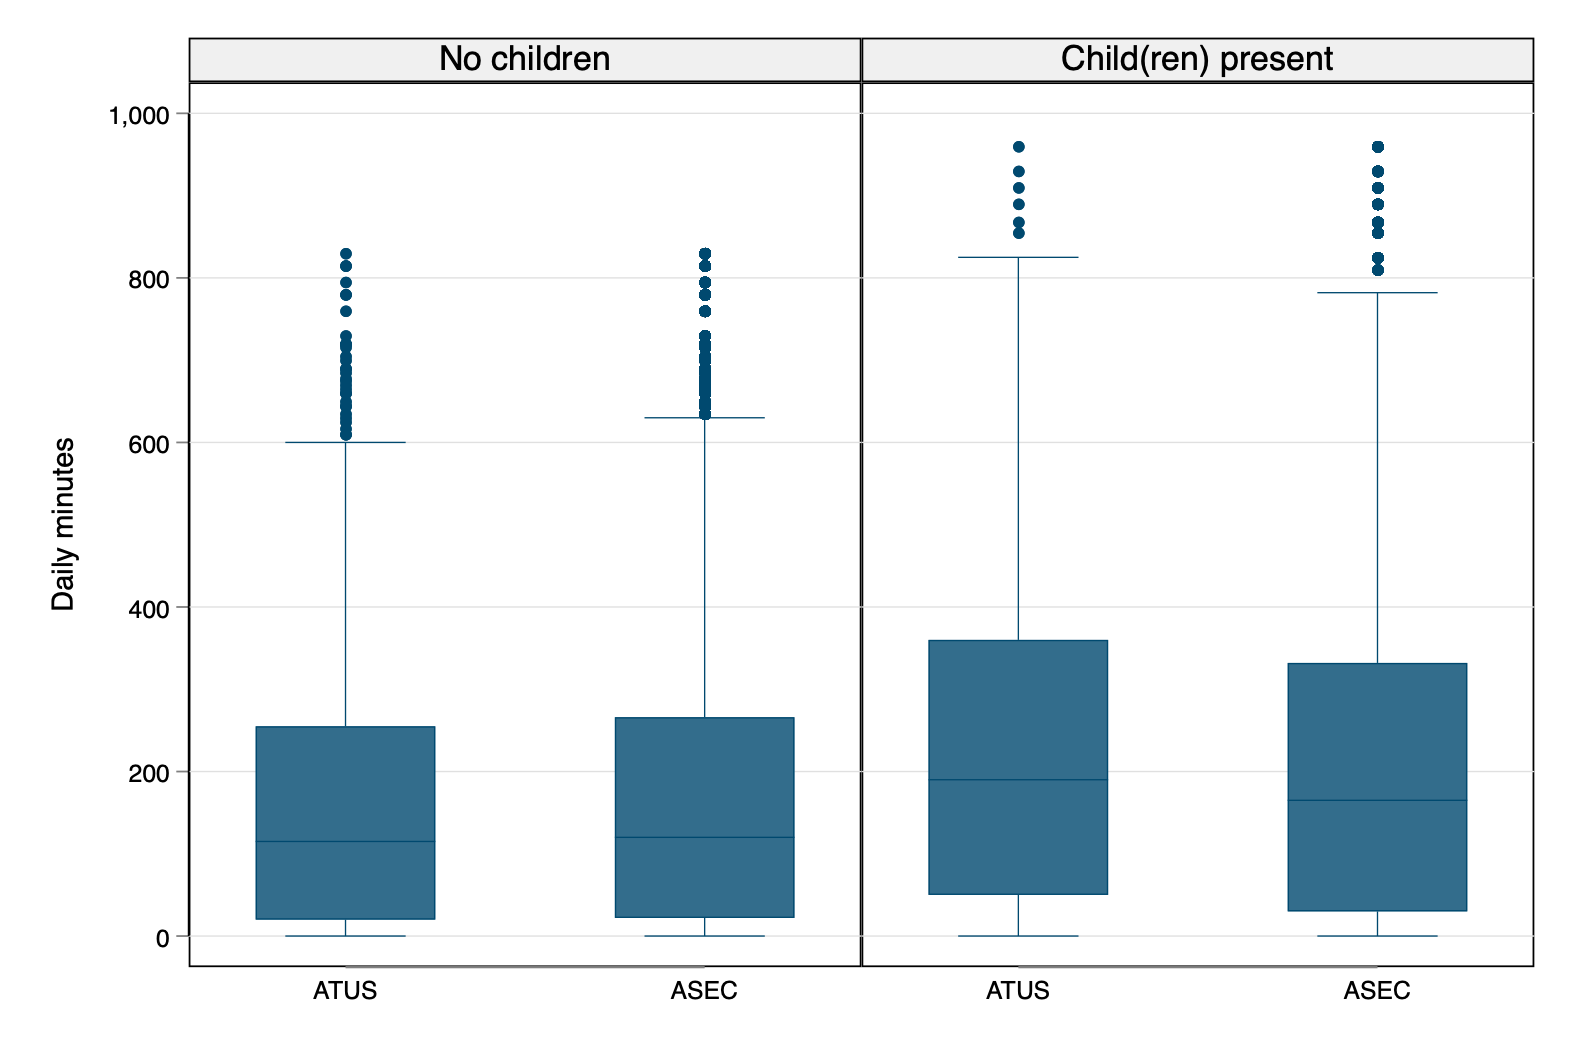 No children
Child(ren) present
Daily minutes
1,000
800
600
400
200
0
ATUS
ASEC
ATUS
ASEC